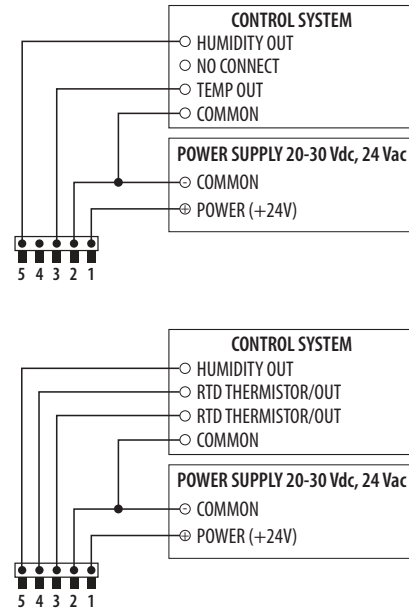 CONTROL SYSTEM
HUMIDITY OUT
NO CONNECT
TEMP OUT
COMMON
POWER SUPPLY 20-30 Vdc, 24 Vac
COMMON
POWER (+24V)
5 4 3 2 1
CONTROL SYSTEM
HUMIDITY OUT
RTD THERMISTOR/OUT
RTD THERMISTOR/OUT
COMMON
POWER SUPPLY 20-30 Vdc, 24 Vac
COMMON
POWER (+24V)
5 4 3 2 1